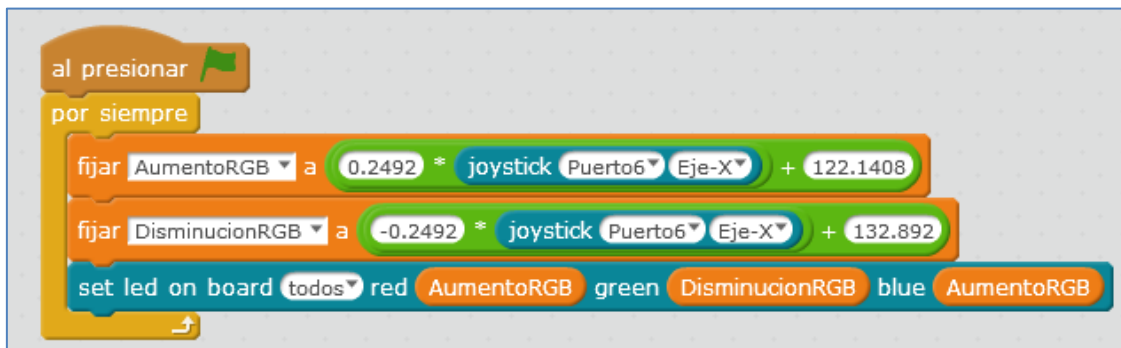 al presionar
por siempre
fijar AumentoRGB a 0.2492 * joystick Puerto6 Eje-X + 122.1408
fijar DisminucionRGB a -0.2492 * joystick Puerto6 Eje-X + 132.892
set led on board todos red AumentoRGB green DisminucionRGB blue AumentoRGB